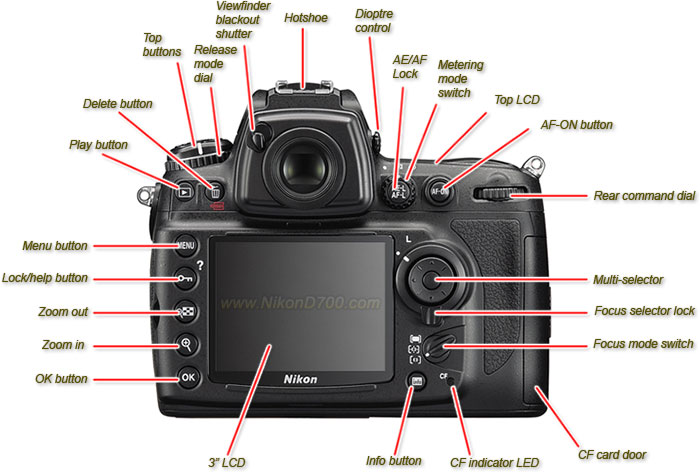 Viewfinder
blackout
shutter
Hotshoe
Dioptre
control
Top
buttons
Release
mode
dial
AE/AF
Lock
Metering
mode
switch
Top LCD
Delete button
AF-ON button
Play button
Rear command dial
AE-L
AF-L
AF-ON
Menu button
MENU
L
Lock/help button
?
Multi-selector
www.NikonD700.com
Zoom out
Focus selector lock
Zoom in
Focus mode switch
OK button
OK
Nikon
info
CF
3" LCD
Info button
CF indicator LED
CF card door